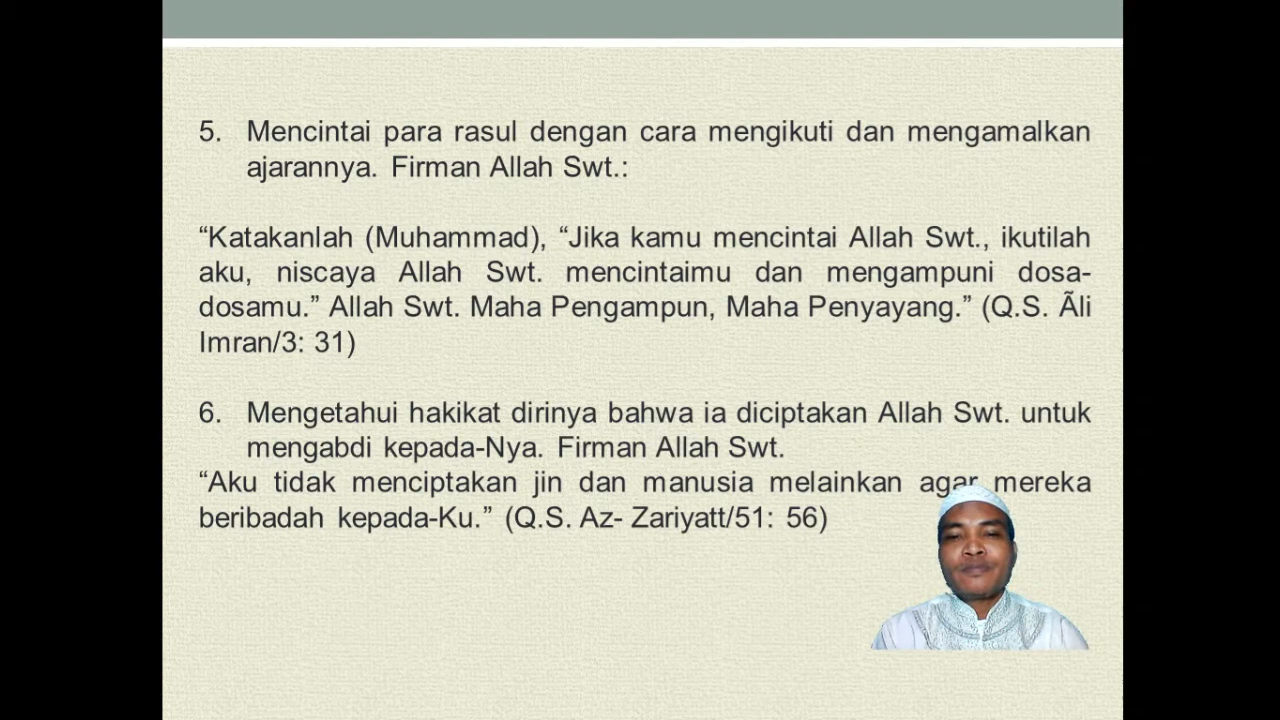 5. Mencintai para rasul dengan cara mengikuti dan mengamalkan
ajarannya. Firman Allah Swt.:
“Katakanlah (Muhammad), “Jika kamu mencintai Allah Swt., ikutilah
aku, niscaya Allah Swt. mencintaimu dan mengampuni dosa-
dosamu.” Allah Swt. Maha Pengampun, Maha Penyayang.” (Q.S. Ãli
Imran/3: 31)
6. Mengetahui hakikat dirinya bahwa ia diciptakan Allah Swt. untuk
mengabdi kepada-Nya. Firman Allah Swt.
“Aku tidak menciptakan jin dan manusia melainkan agar mereka
beribadah kepada-Ku.” (Q.S. Az- Zariyatt/51: 56)